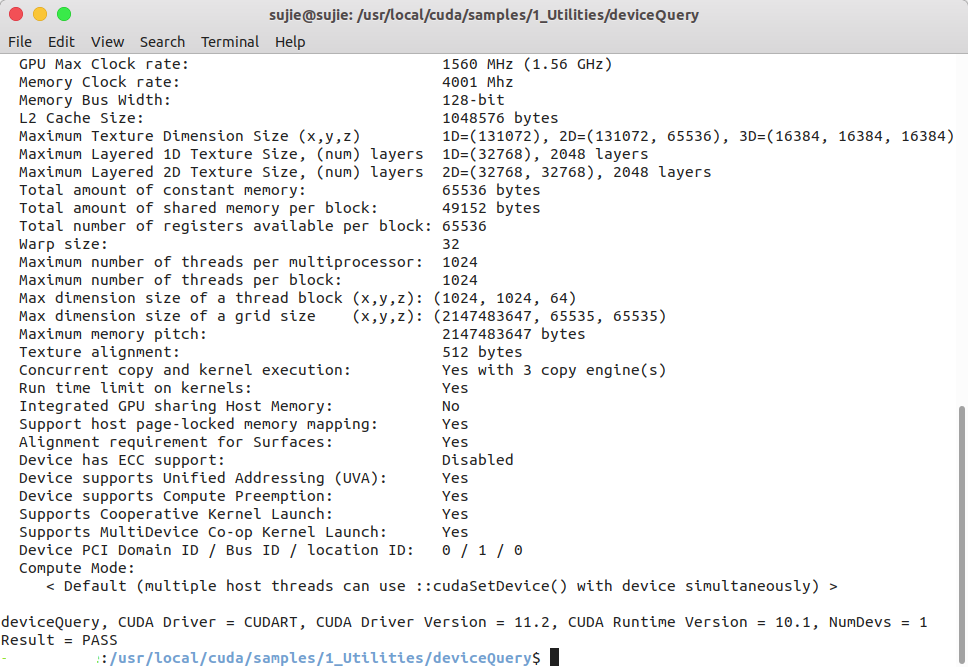 sujie@sujie: /usr/local/cuda/samples/1_Utilities/deviceQuery
File Edit View Search Terminal Help
GPU Max Clock rate: 1560 MHz (1.56 GHz)
Memory Clock rate: 4001 Mhz
Memory Bus Width: 128-bit
L2 Cache Size: 1048576 bytes
Maximum Texture Dimension Size (x,y,z) 1D=(131072), 2D=(131072, 65536), 3D=(16384, 16384, 16384)
Maximum Layered 1D Texture Size, (num) layers 1D=(32768), 2048 layers
Maximum Layered 2D Texture Size, (num) layers 2D=(32768, 32768), 2048 layers
Total amount of constant memory: 65536 bytes
Total amount of shared memory per block: 49152 bytes
Total number of registers available per block: 65536
Warp size: 32
Maximum number of threads per multiprocessor: 1024
Maximum number of threads per block: 1024
Max dimension size of a thread block (x,y,z): (1024, 1024, 64)
Max dimension size of a grid size (x,y,z): (2147483647, 65535, 65535)
Maximum memory pitch: 2147483647 bytes
Texture alignment: 512 bytes
Concurrent copy and kernel execution: Yes with 3 copy engine(s)
Run time limit on kernels: Yes
Integrated GPU sharing Host Memory: No
Support host page-locked memory mapping: Yes
Alignment requirement for Surfaces: Yes
Device has ECC support: Disabled
Device supports Unified Addressing (UVA): Yes
Device supports Compute Preemption: Yes
Supports Cooperative Kernel Launch: Yes
Supports MultiDevice Co-op Kernel Launch: Yes
Device PCI Domain ID / Bus ID / location ID: 0 / 1 / 0
Compute Mode:
< Default (multiple host threads can use ::cudaSetDevice() with device simultaneously) >
deviceQuery, CUDA Driver = CUDART, CUDA Driver Version = 11.2, CUDA Runtime Version = 10.1, NumDevs = 1
Result = PASS
:/usr/local/cuda/samples/1_Utilities/deviceQuery$